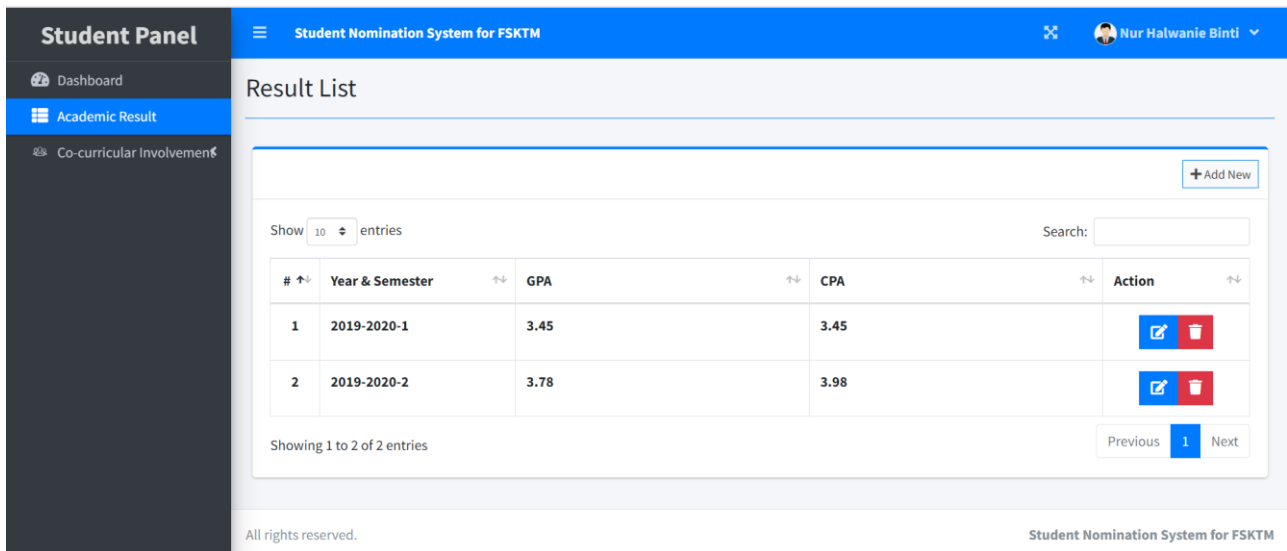 Student Panel
Student Nomination System for FSKTM
Nur Halwanie Binti
Dashboard
Academic Result
Co-curricular Involvement
Result List
Add New
Show 10 entries
Search:
# Year & Semester GPA CPA Action
1 2019-2020-1 3.45 3.45
2 2019-2020-2 3.78 3.98
Showing 1 to 2 of 2 entries
Previous 1 Next
All rights reserved.
Student Nomination System for FSKTM